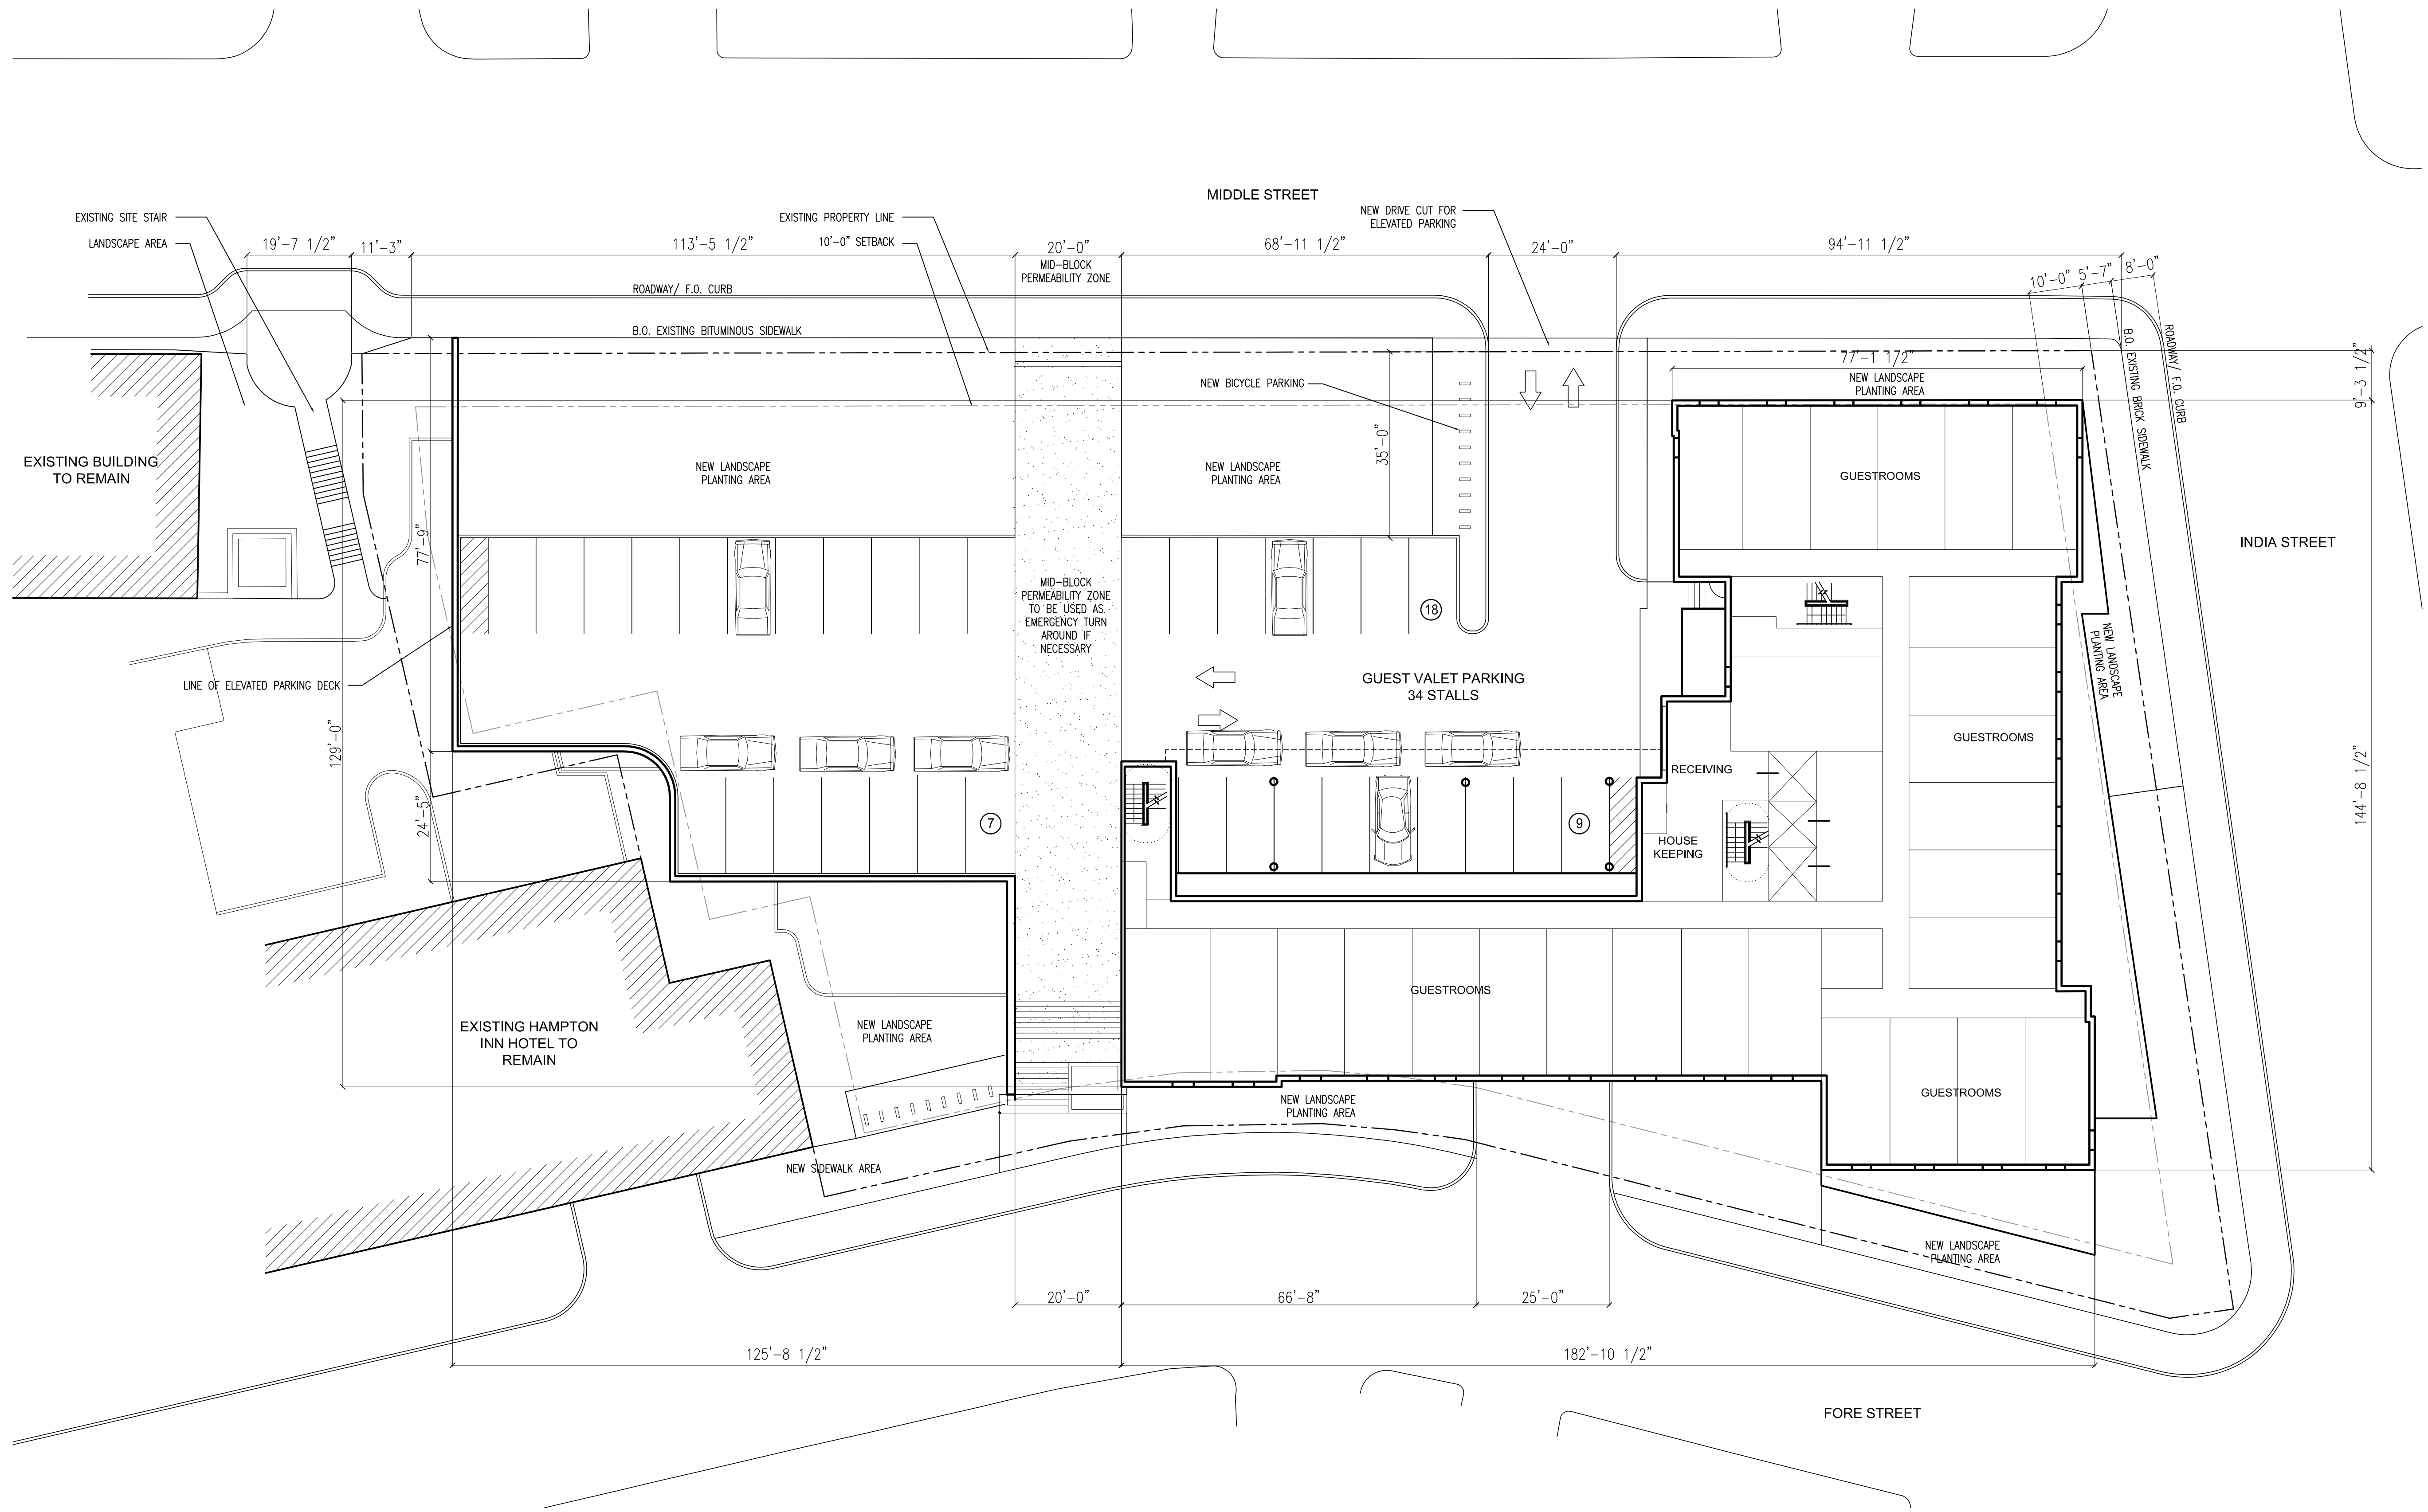 MIDDLE STREET
EXISTING SITE STAIR
LANDSCAPE AREA
EXISTING PROPERTY LINE
10'-0" SETBACK
NEW DRIVE CUT FOR
ELEVATED PARKING
19'-7 1/2"
11'-3"
113'-5 1/2"
20'-0"
68'-11 1/2"
24'-0"
94'-11 1/2"
MID-BLOCK
PERMEABILITY ZONE
10'-0"
5'-7"
8'-0"
ROADWAY/ F.O. CURB
B.O. EXISTING BITUMINOUS SIDEWALK
B.O. EXISTING BRICK SIDEWALK
ROADWAY/ F.O. CURB
77'-1 1/2"
NEW LANDSCAPE
PLANTING AREA
9'-3 1/2"
NEW BICYCLE PARKING
35'-0"
EXISTING BUILDING
TO REMAIN
NEW LANDSCAPE
PLANTING AREA
NEW LANDSCAPE
PLANTING AREA
GUESTROOMS
INDIA STREET
77'-9"
MID-BLOCK
PERMEABILITY ZONE
TO BE USED AS
EMERGENCY TURN
AROUND IF
NECESSARY
18
NEW LANDSCAPE
PLANTING AREA
LINE OF ELEVATED PARKING DECK
GUEST VALET PARKING
34 STALLS
129'-0"
GUESTROOMS
RECEIVING
144'-8 1/2"
24'-5"
7
9
HOUSE
KEEPING
GUESTROOMS
EXISTING HAMPTON
INN HOTEL TO
REMAIN
NEW LANDSCAPE
PLANTING AREA
GUESTROOMS
NEW LANDSCAPE
PLANTING AREA
NEW SIDEWALK AREA
NEW LANDSCAPE
PLANTING AREA
20'-0"
66'-8"
25'-0"
125'-8 1/2"
182'-10 1/2"
FORE STREET